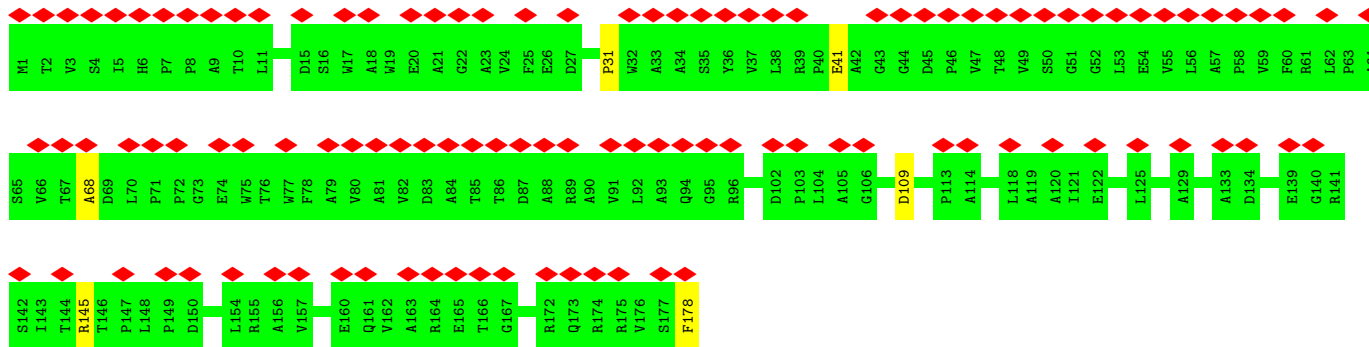 M1 T2 V3 S4 I5 H6 P7 P8 A9 T10 L11 D15 S16 W17 A18 W19 E20 A21 G22 A23 V24 F25 E26 D27 P31 W32 A33 A34 S35 Y36 V37 L38 R39 P40 E41 A42 G43 G44 D45 P46 V47 T48 V49 S50 G51 G52 L53 E54 V55 L56 A57 P58 V59 F60 R61 L62 P63
S65 V66 T67 A68 D69 L70 P71 P72 G73 E74 W75 T76 W77 F78 A79 V80 A81 V82 D83 A84 T85 T86 D87 A88 R89 A90 V91 L92 A93 Q94 G95 R96 D102 P103 L104 A105 G106 D109 P113 A114 L118 A119 A120 I121 E122 L125 A129 A133 D134 E139 G140 R141
S142 I143 T144 R145 T146 P147 L148 P149 D150 L154 R155 A156 V157 E160 Q161 V162 A163 R164 E165 T166 G167 R172 Q173 R174 R175 V176 S177 F178